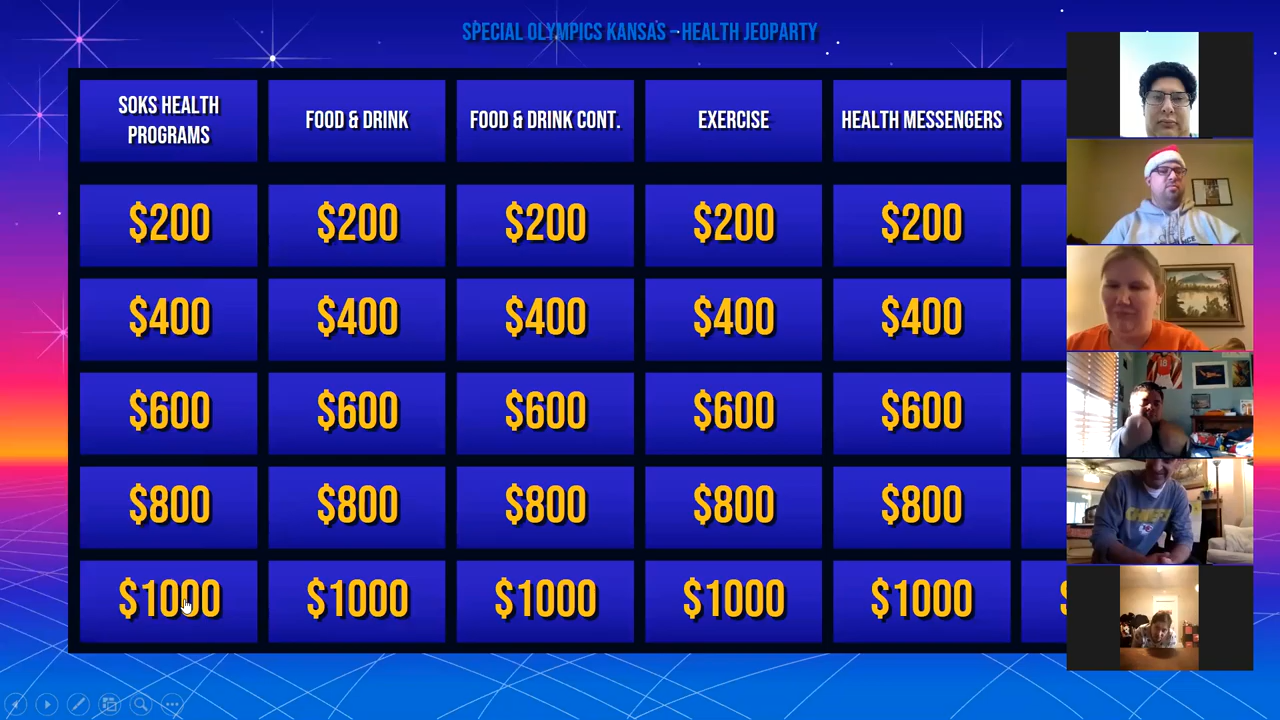 SPECIAL OLYMPICS KANSAS – HEALTH JEOPARTY
SOKS HEALTH
PROGRAMS
FOOD & DRINK
FOOD & DRINK CONT.
EXERCISE
HEALTH MESSENGERS
$200 $200 $200 $200 $200
$400 $400 $400 $400 $400
$600 $600 $600 $600 $600
$800 $800 $800 $800 $800
$1000 $1000 $1000 $1000 $1000 $